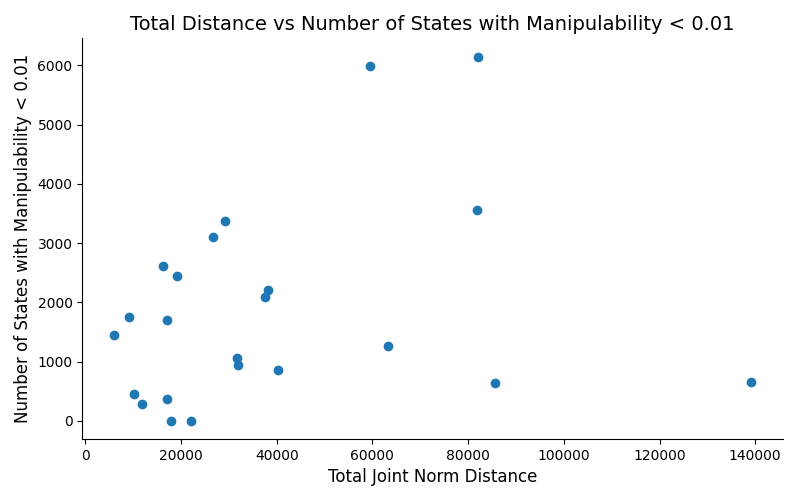 Total Distance vs Number of States with Manipulability < 0.01
Number of States with Manipulability < 0.01
6000
5000
4000
3000
2000
1000
0
0 20000 40000 60000 80000 100000 120000 140000
Total Joint Norm Distance